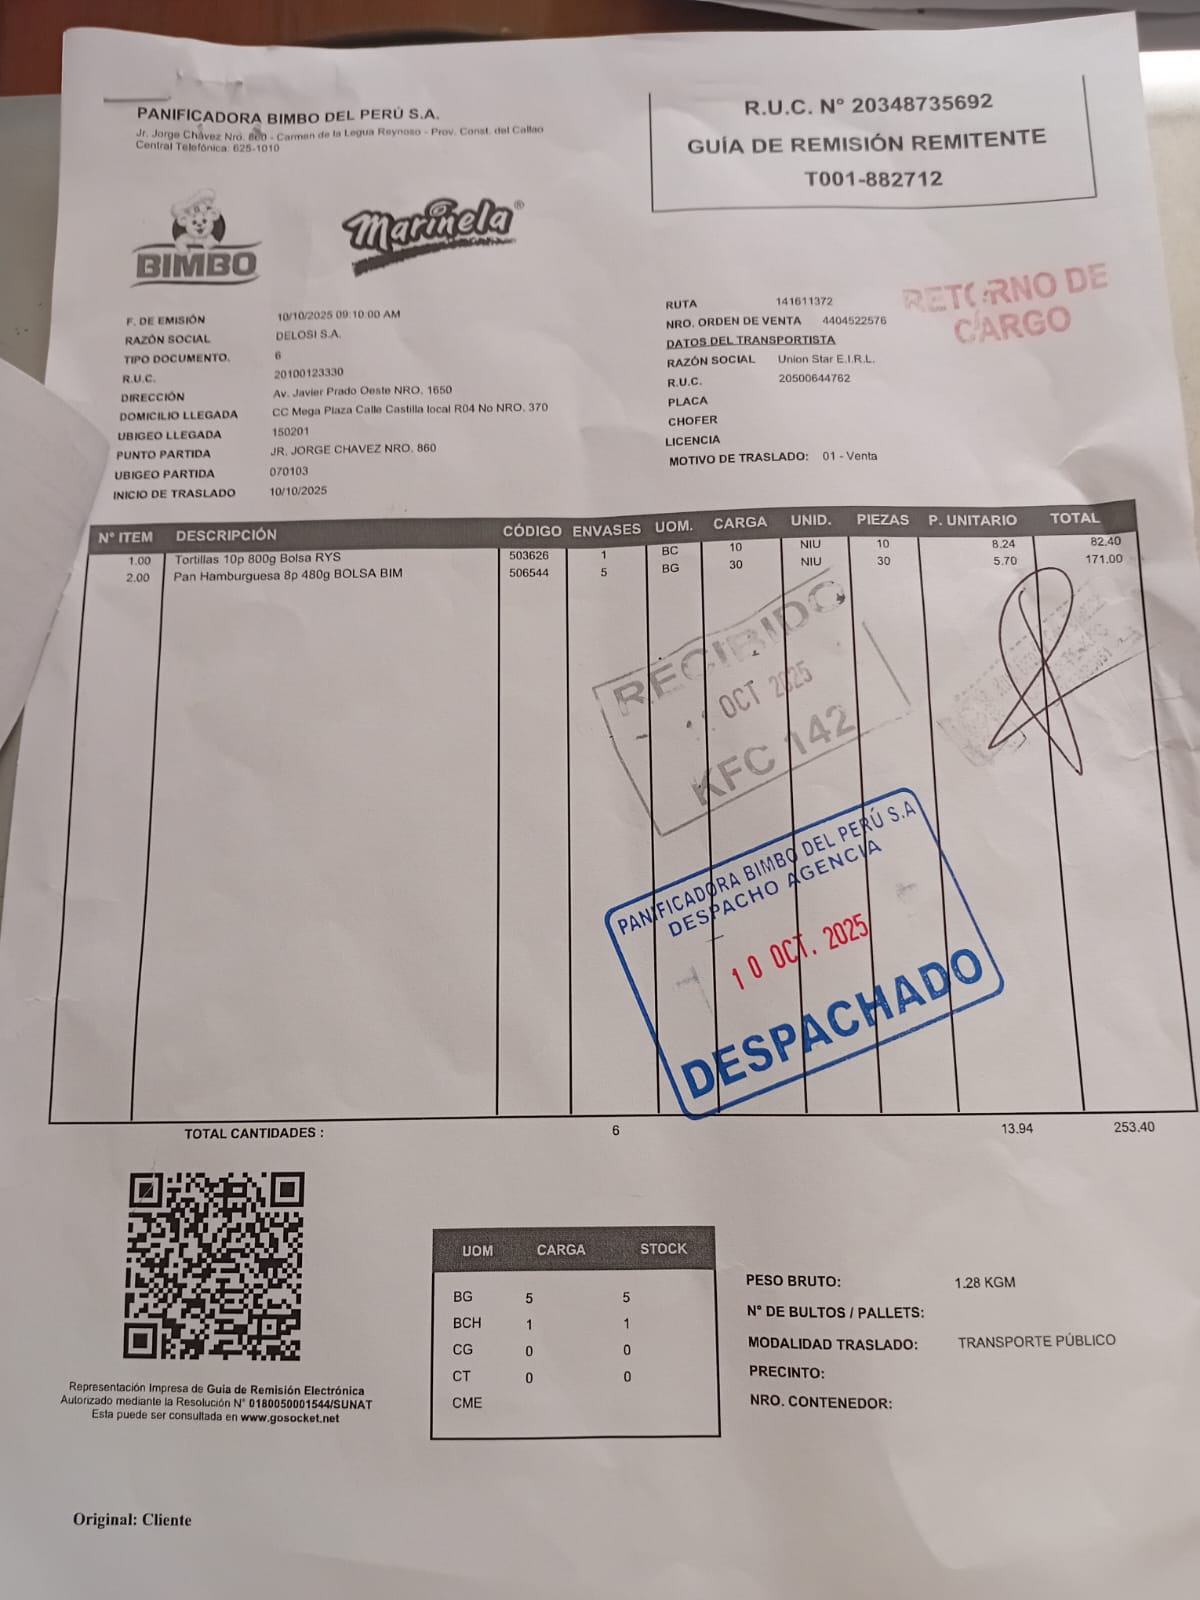 PANIFICADORA BIMBO DEL PERÚ S.A.
Jr. Jorge Chávez Nro. 860 - Carmen de la Legua Reynoso - Prov. Const. del Callao
Central Telefónica: 625-1010
R.U.C. N° 20348735692
GUÍA DE REMISIÓN REMITENTE
T001-882712
BIMBO
Marinela®
RETORNO DE
CARGO
F. DE EMISIÓN 10/10/2025 09:10:00 AM
RAZÓN SOCIAL DELOSI S.A.
TIPO DOCUMENTO. 6
R.U.C. 20100123330
DIRECCIÓN Av. Javier Prado Oeste NRO. 1650
DOMICILIO LLEGADA CC Mega Plaza Calle Castilla local R04 No NRO. 370
UBIGEO LLEGADA 150201
PUNTO PARTIDA JR. JORGE CHAVEZ NRO. 860
UBIGEO PARTIDA 070103
INICIO DE TRASLADO 10/10/2025
RUTA 141611372
NRO. ORDEN DE VENTA 4404522576
DATOS DEL TRANSPORTISTA
RAZÓN SOCIAL Union Star E.I.R.L.
R.U.C. 20500644762
PLACA
CHOFER
LICENCIA
MOTIVO DE TRASLADO: 01 - Venta
N° ITEM DESCRIPCIÓN CÓDIGO ENVASES UOM. CARGA UNID. PIEZAS P. UNITARIO TOTAL
1.00 Tortillas 10p 800g Bolsa RYS 503626 1 BC 10 NIU 10 8.24 82.40
2.00 Pan Hamburguesa 8p 480g BOLSA BIM 506544 5 BG 30 NIU 30 5.70 171.00
RECIBIDO
OCT 2025
KFC 142
PANIFICADORA BIMBO DEL PERÚ S.A
DESPACHO AGENCIA
10 OCT. 2025
DESPACHADO
TOTAL CANTIDADES : 6 13.94 253.40
UOM CARGA STOCK
BG 5 5
BCH 1 1
CG 0 0
CT 0 0
CME
PESO BRUTO: 1.28 KGM
N° DE BULTOS / PALLETS:
MODALIDAD TRASLADO: TRANSPORTE PÚBLICO
PRECINTO:
NRO. CONTENEDOR:
Representación Impresa de Guia de Remisión Electrónica
Autorizado mediante la Resolución N° 0180050001544/SUNAT
Esta puede ser consultada en www.gosocket.net
Original: Cliente